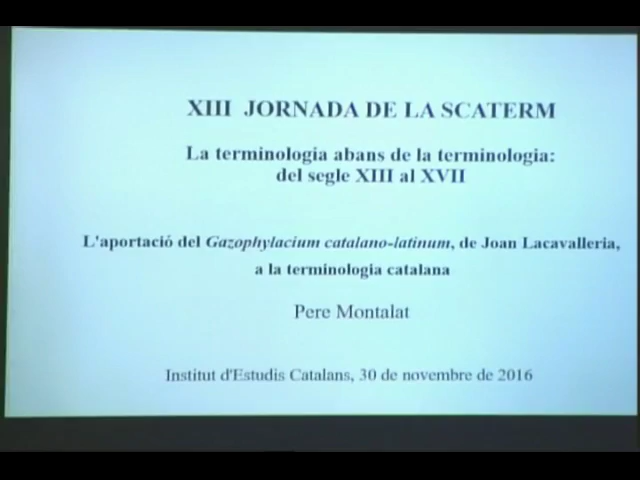 XIII JORNADA DE LA SCATERM
La terminologia abans de la terminologia:
del segle XIII al XVII
L'aportació del Gazophylacium catalano-latinum, de Joan Lacavalleria,
a la terminologia catalana
Pere Montalat
Institut d'Estudis Catalans, 30 de novembre de 2016